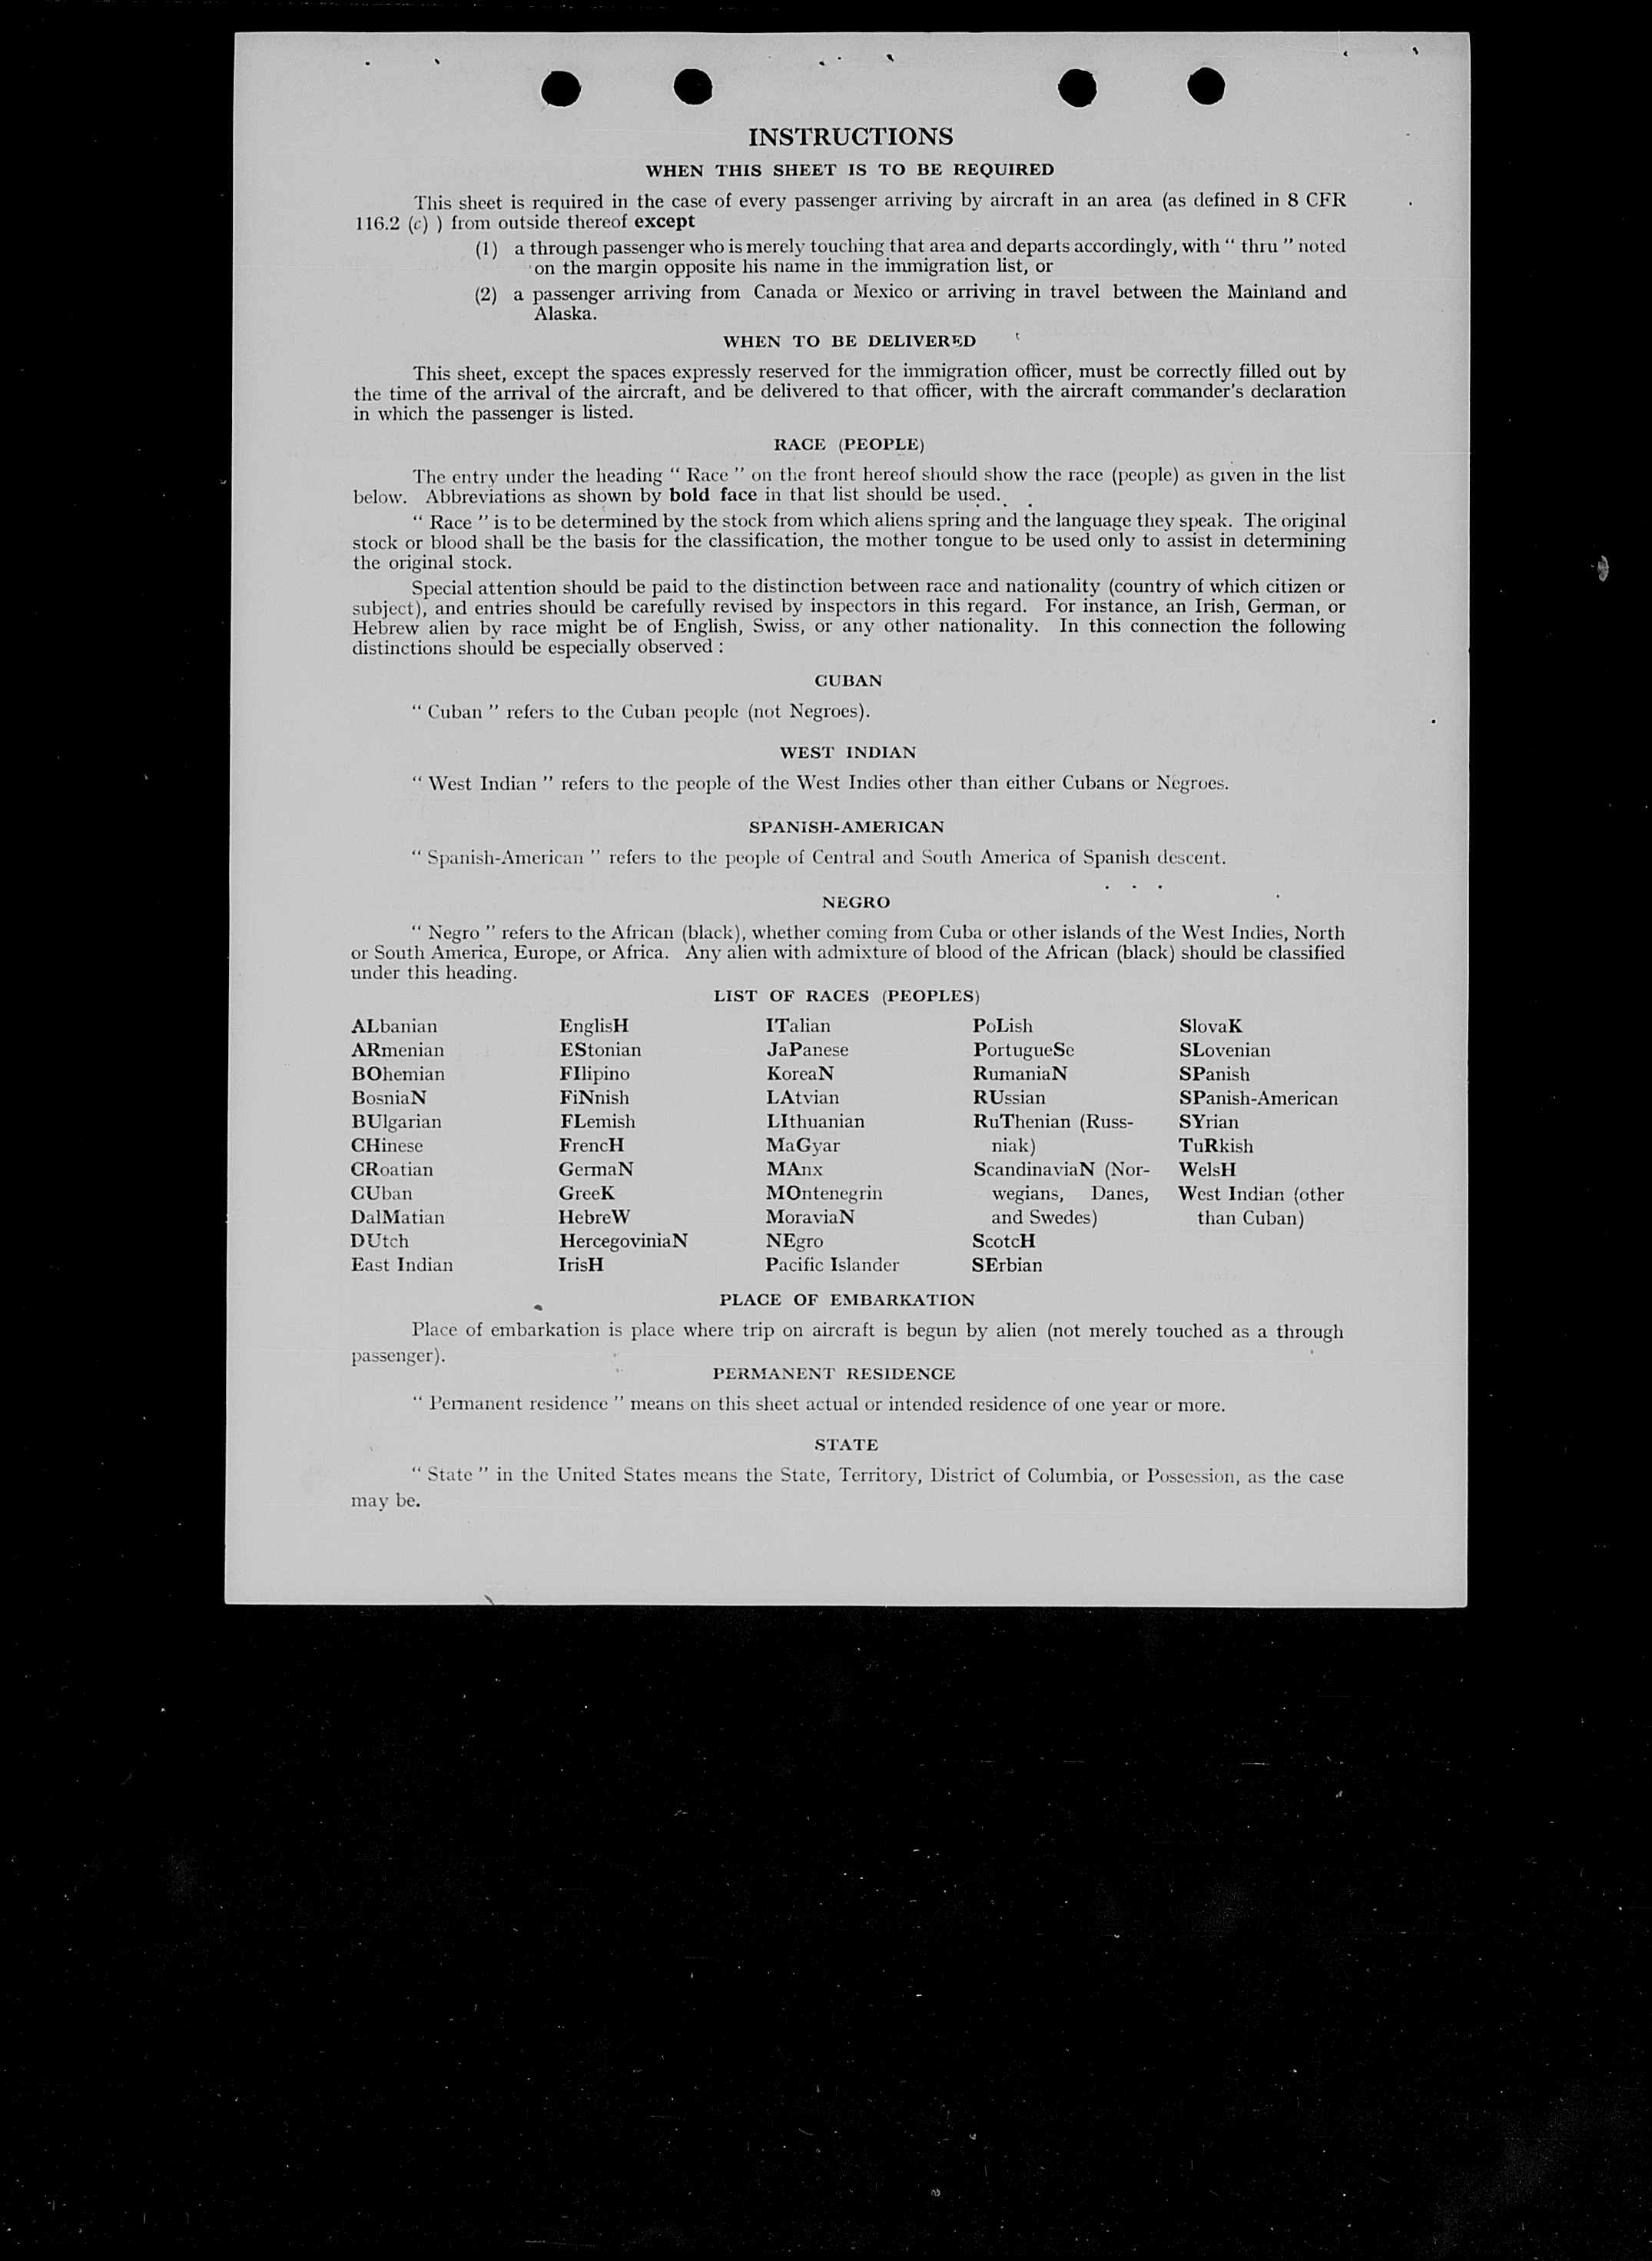 INSTRUCTIONS
WHEN THIS SHEET IS TO BE REQUIRED
This sheet is required in the case of every passenger arriving by aircraft in an area (as defined in 8 CFR
116.2 (c) ) from outside thereof except
(1) a through passenger who is merely touching that area and departs accordingly, with “ thru ” noted
on the margin opposite his name in the immigration list, or
(2) a passenger arriving from Canada or Mexico or arriving in travel between the Mainland and
Alaska.
WHEN TO BE DELIVERED
This sheet, except the spaces expressly reserved for the immigration officer, must be correctly filled out by
the time of the arrival of the aircraft, and be delivered to that officer, with the aircraft commander's declaration
in which the passenger is listed.
RACE (PEOPLE)
The entry under the heading “ Race ” on the front hereof should show the race (people) as given in the list
below. Abbreviations as shown by bold face in that list should be used.
“ Race ” is to be determined by the stock from which aliens spring and the language they speak. The original
stock or blood shall be the basis for the classification, the mother tongue to be used only to assist in determining
the original stock.
Special attention should be paid to the distinction between race and nationality (country of which citizen or
subject), and entries should be carefully revised by inspectors in this regard. For instance, an Irish, German, or
Hebrew alien by race might be of English, Swiss, or any other nationality. In this connection the following
distinctions should be especially observed :
CUBAN
“ Cuban ” refers to the Cuban people (not Negroes).
WEST INDIAN
“ West Indian ” refers to the people of the West Indies other than either Cubans or Negroes.
SPANISH-AMERICAN
“ Spanish-American ” refers to the people of Central and South America of Spanish descent.
NEGRO
“ Negro ” refers to the African (black), whether coming from Cuba or other islands of the West Indies, North
or South America, Europe, or Africa. Any alien with admixture of blood of the African (black) should be classified
under this heading.
LIST OF RACES (PEOPLES)
ALbanian
ARmenian
BOhemian
BosniaN
BUlgarian
CHinese
CRoatian
CUban
DalMatian
DUtch
East Indian
EnglisH
EStonian
FIlipino
FiNnish
FLemish
FrencH
GermaN
GreeK
HebreW
HercegoviniaN
IrisH
ITalian
JaPanese
KoreaN
LAtvian
LIthuanian
MaGyar
MAnx
MOntenegrin
MoraviaN
NEgro
Pacific Islander
PoLish
PortugueSe
RumaniaN
RUssian
RuThenian (Russ-
niak)
ScandinaviaN (Nor-
wegians, Danes,
and Swedes)
ScotcH
SErbian
SlovaK
SLovenian
SPanish
SPanish-American
SYrian
TuRkish
WelsH
West Indian (other
than Cuban)
PLACE OF EMBARKATION
Place of embarkation is place where trip on aircraft is begun by alien (not merely touched as a through
passenger).
PERMANENT RESIDENCE
“ Permanent residence ” means on this sheet actual or intended residence of one year or more.
STATE
“ State ” in the United States means the State, Territory, District of Columbia, or Possession, as the case
may be.